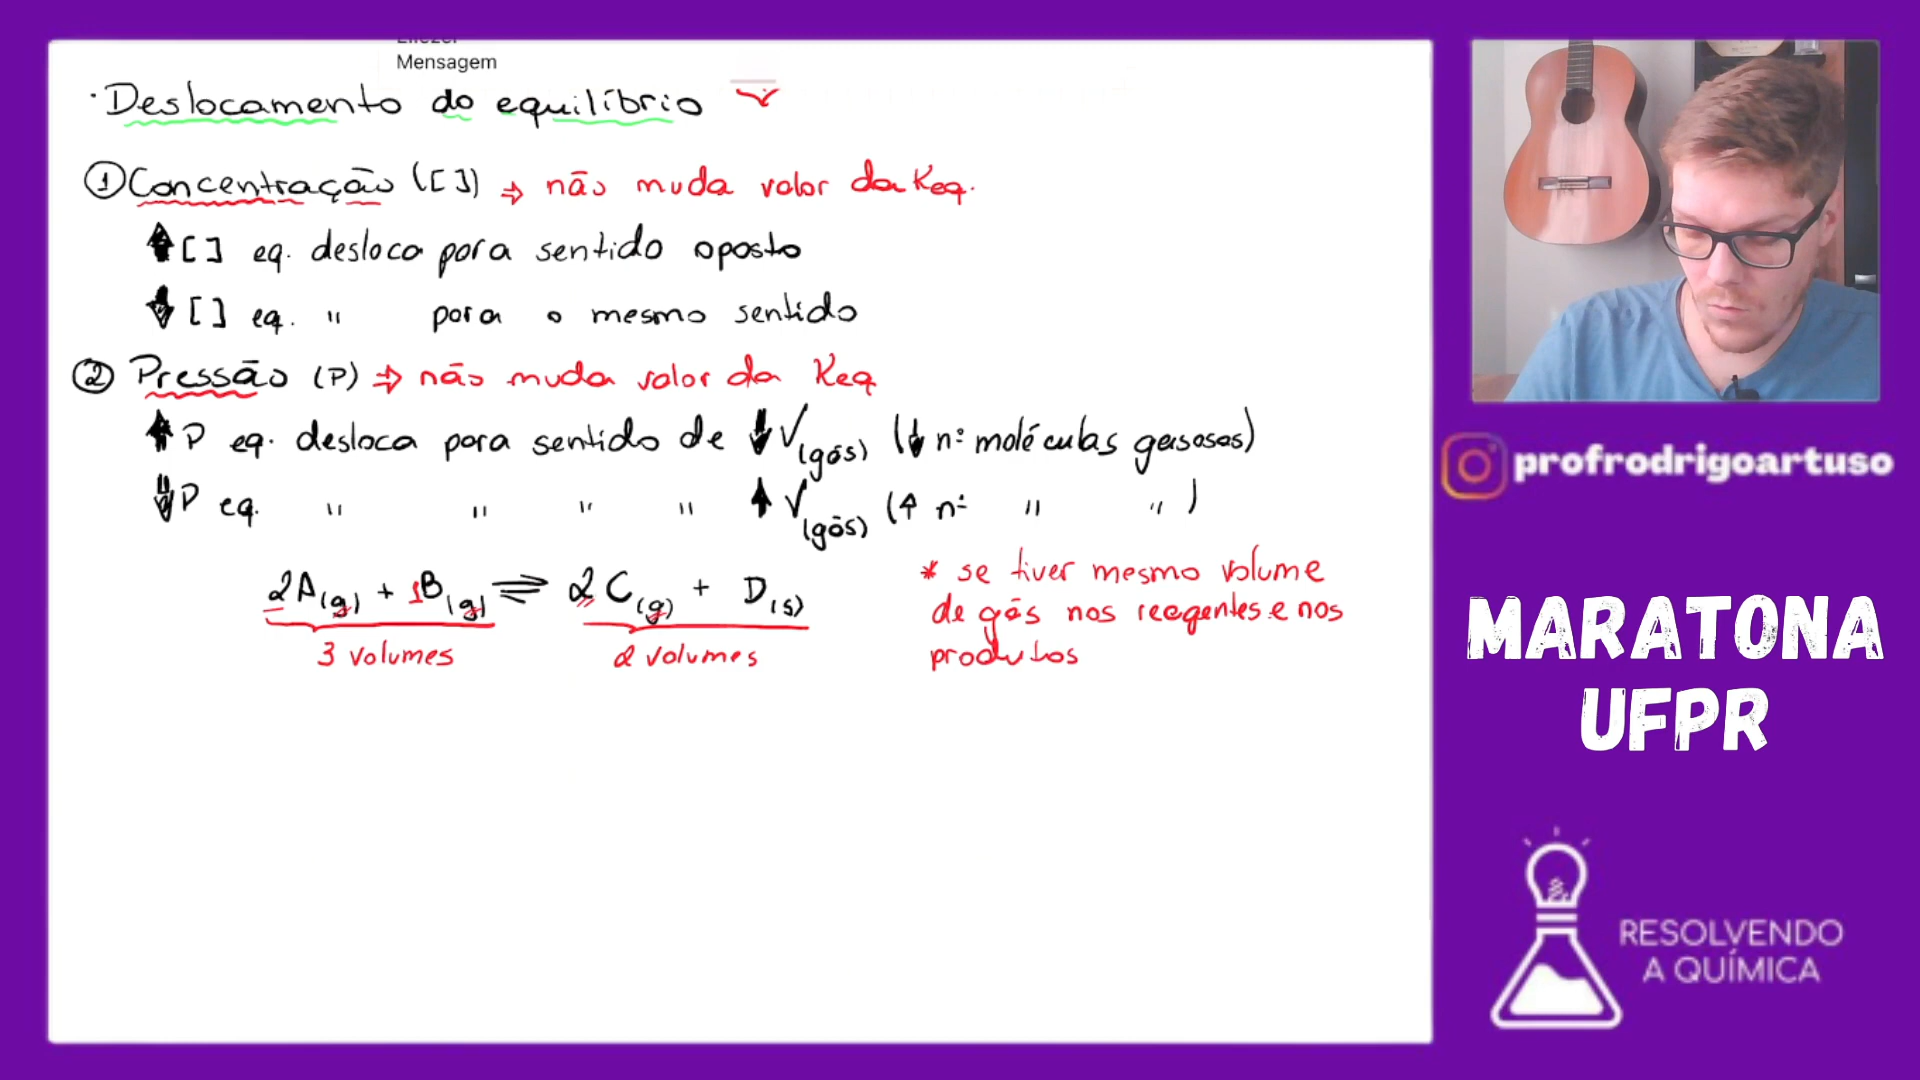 Mensagem
· Deslocamento do equilíbrio
① Concentração ([ ]) ⇒ não muda valor da Keq.
↑ [ ] eq. desloca para sentido oposto
↓ [ ] eq. " para o mesmo sentido
② Pressão (P) ⇒ não muda valor da Keq
↑ P eq. desloca para sentido de ↓ V(gás) (↓ nº moléculas gasosas)
↓ P eq. " " " " ↑ V(gás) (↑ nº " ")
2A(g) + 1B(g) ⇌ 2C(g) + D(s)
3 volumes 2 volumes
* se tiver mesmo volume
de gás nos reagentes e nos
produtos
profrodrigoartuso
MARATONA
UFPR
RESOLVENDO
A QUÍMICA